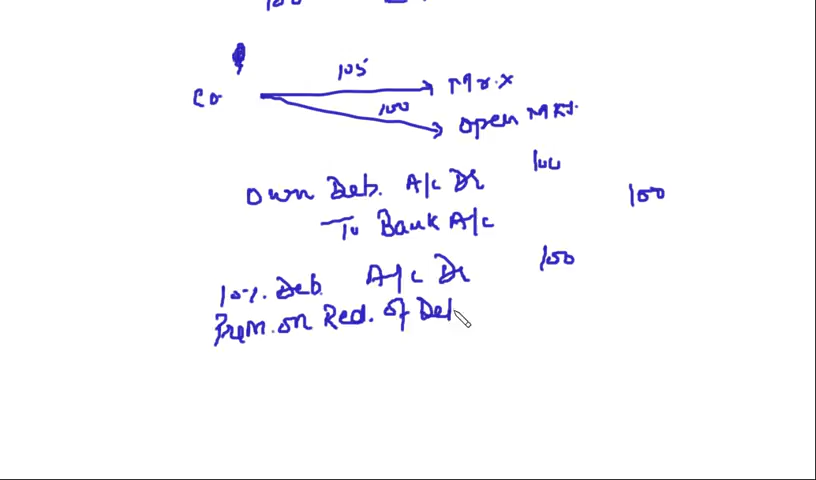 100
105
Co
Mr. X
100
open Mkt.
Own Deb. A/c Dr 100
To Bank A/c 100
10%. Deb. A/c Dr 100
Prem. on Red. of Deb